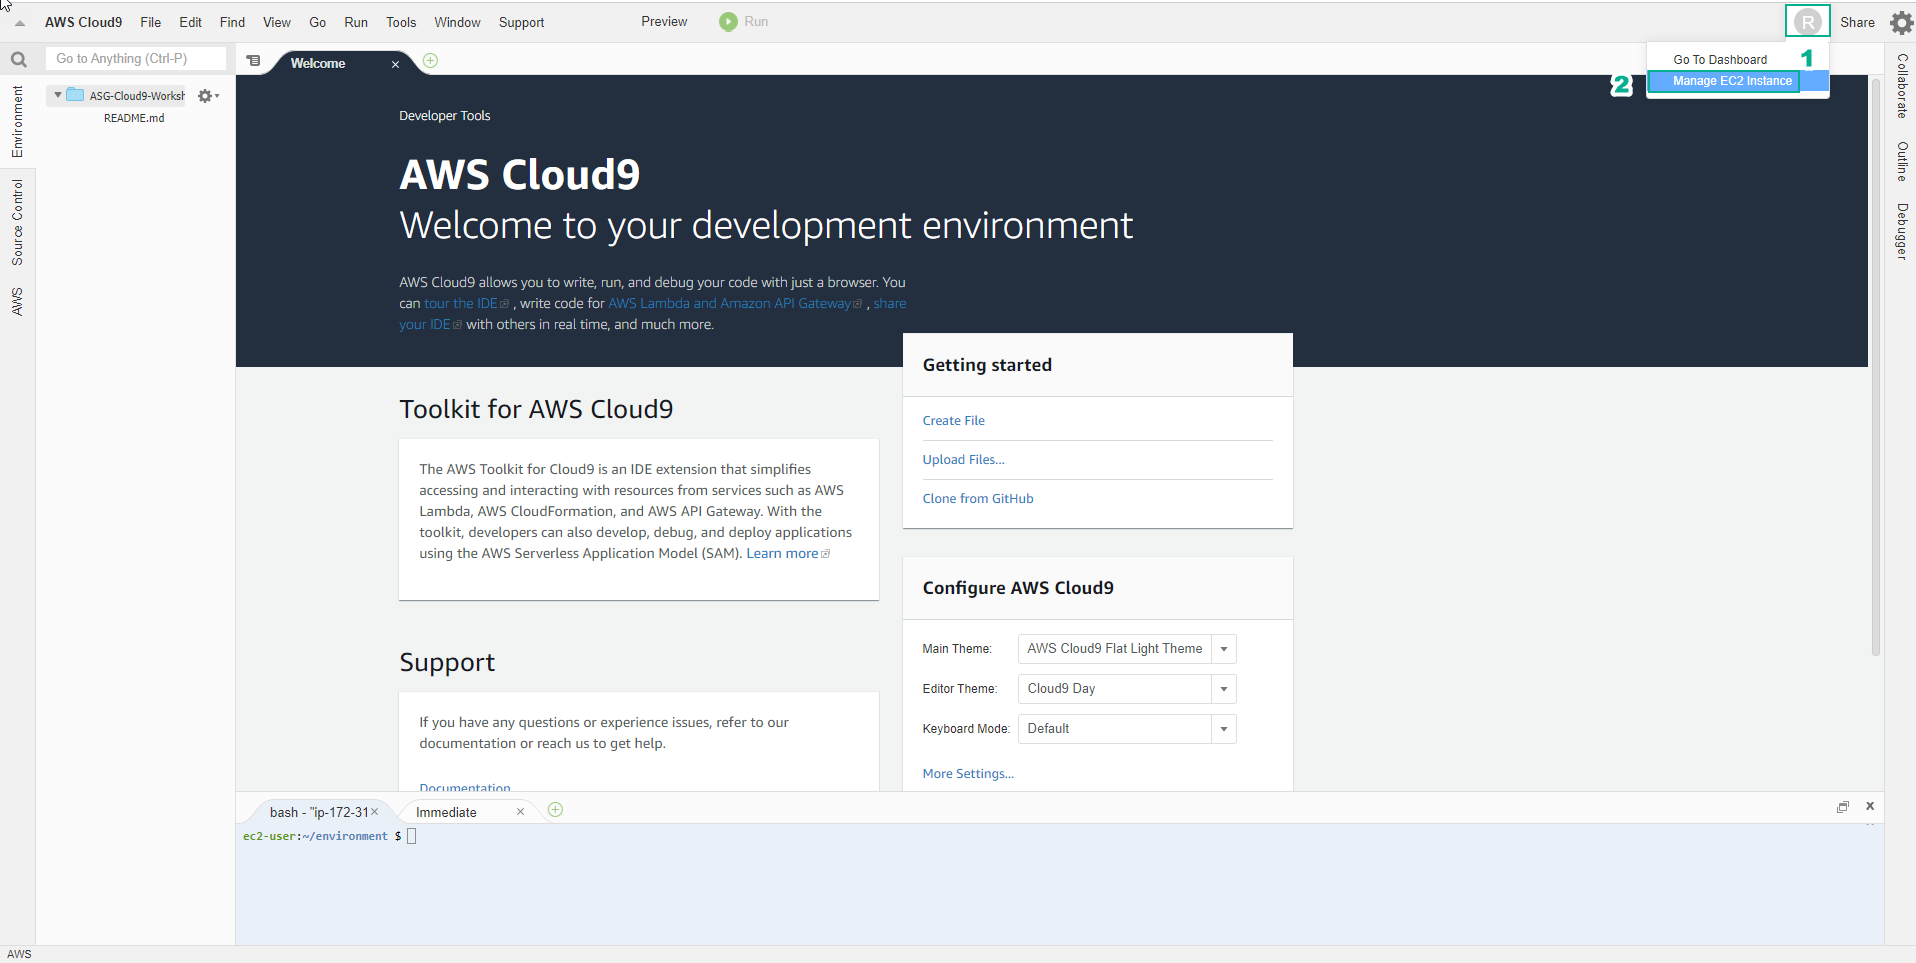 AWS Cloud9 File Edit Find View Go Run Tools Window Support Preview Run R Share
Go to Anything (Ctrl-P)
Welcome
Go To Dashboard 1
2 Manage EC2 Instance
Environment
Source Control
AWS
ASG-Cloud9-Worksh
README.md
Collaborate
Outline
Debugger
Developer Tools
AWS Cloud9
Welcome to your development environment
AWS Cloud9 allows you to write, run, and debug your code with just a browser. You
can tour the IDE , write code for AWS Lambda and Amazon API Gateway , share
your IDE with others in real time, and much more.
Toolkit for AWS Cloud9
The AWS Toolkit for Cloud9 is an IDE extension that simplifies
accessing and interacting with resources from services such as AWS
Lambda, AWS CloudFormation, and AWS API Gateway. With the
toolkit, developers can also develop, debug, and deploy applications
using the AWS Serverless Application Model (SAM). Learn more
Support
If you have any questions or experience issues, refer to our
documentation or reach us to get help.
Documentation
Getting started
Create File
Upload Files...
Clone from GitHub
Configure AWS Cloud9
Main Theme: AWS Cloud9 Flat Light Theme
Editor Theme: Cloud9 Day
Keyboard Mode: Default
More Settings...
bash - "ip-172-31 Immediate
ec2-user:~/environment $
AWS